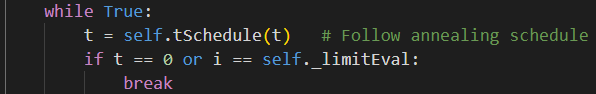 while True:
t = self.tSchedule(t) # Follow annealing schedule
if t == 0 or i == self._limitEval:
break